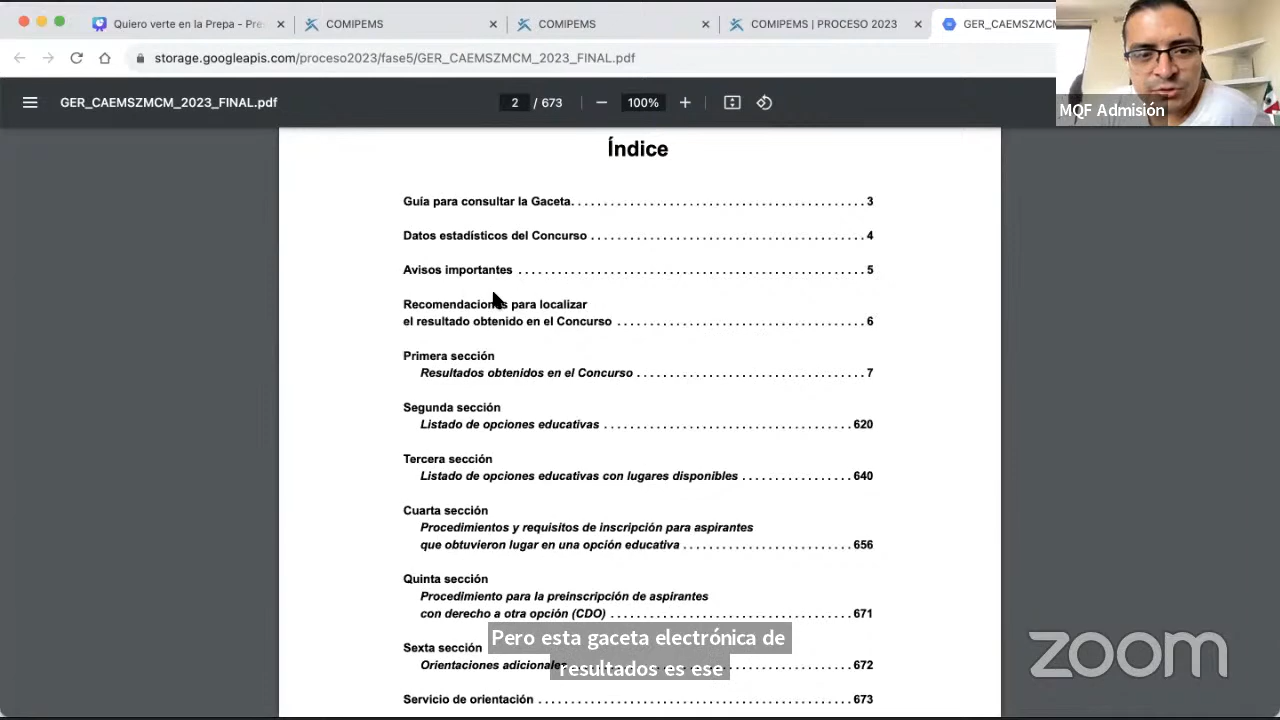 Quiero verte en la Prepa - Pre
COMIPEMS
COMIPEMS
COMIPEMS | PROCESO 2023
GER_CAEMSZMCM
storage.googleapis.com/proceso2023/fase5/GER_CAEMSZMCM_2023_FINAL.pdf
GER_CAEMSZMCM_2023_FINAL.pdf
2 / 673
100%
MQF Admisión
Índice
Guía para consultar la Gaceta. . . . . . . . . . . . . . . . . . . . . . . . . . . . . . . . . . . . . . . . . . . 3
Datos estadísticos del Concurso . . . . . . . . . . . . . . . . . . . . . . . . . . . . . . . . . . . . . . . . 4
Avisos importantes . . . . . . . . . . . . . . . . . . . . . . . . . . . . . . . . . . . . . . . . . . . . . . . . . . 5
Recomendaciones para localizar
el resultado obtenido en el Concurso . . . . . . . . . . . . . . . . . . . . . . . . . . . . . . . . . . . . 6
Primera sección
Resultados obtenidos en el Concurso . . . . . . . . . . . . . . . . . . . . . . . . . . . . . . . . . 7
Segunda sección
Listado de opciones educativas . . . . . . . . . . . . . . . . . . . . . . . . . . . . . . . . . . . . 620
Tercera sección
Listado de opciones educativas con lugares disponibles . . . . . . . . . . . . . . . . 640
Cuarta sección
Procedimientos y requisitos de inscripción para aspirantes
que obtuvieron lugar en una opción educativa . . . . . . . . . . . . . . . . . . . . . . . . . 656
Quinta sección
Procedimiento para la preinscripción de aspirantes
con derecho a otra opción (CDO) . . . . . . . . . . . . . . . . . . . . . . . . . . . . . . . . . . . 671
Sexta sección
Orientaciones adicionales . . . . . . . . . . . . . . . . . . . . . . . . . . . . . . . . . . . . . . . . . 672
Servicio de orientación . . . . . . . . . . . . . . . . . . . . . . . . . . . . . . . . . . . . . . . . . . . . . 673
Pero esta gaceta electrónica de
resultados es ese
zoom